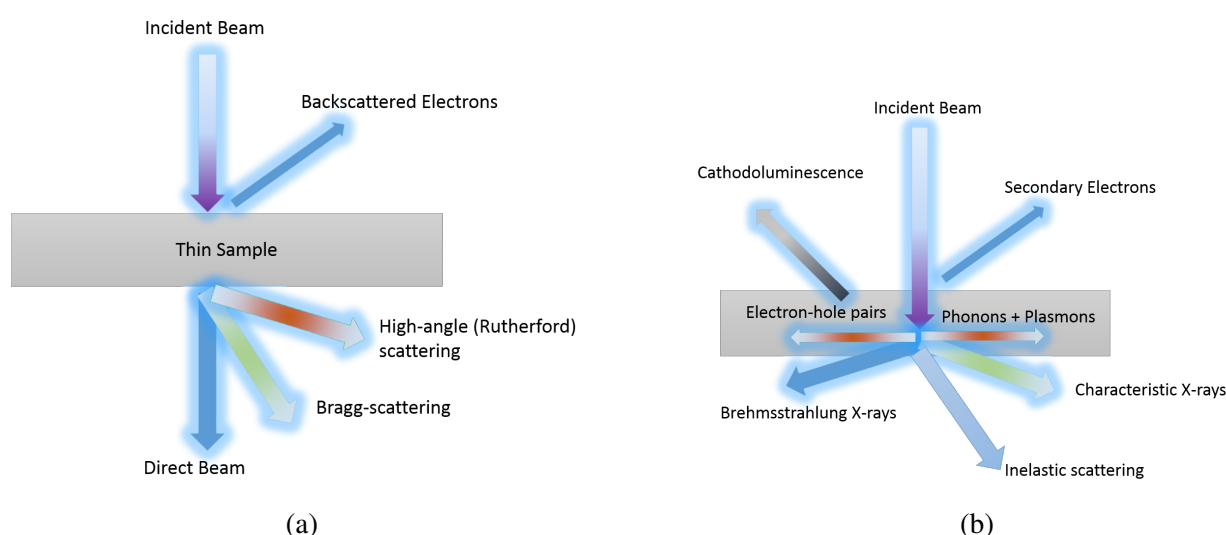 Incident Beam
Backscattered Electrons
Thin Sample
High-angle (Rutherford)
scattering
Bragg-scattering
Direct Beam
(a)
Incident Beam
Cathodoluminescence
Secondary Electrons
Electron-hole pairs
Phonons + Plasmons
Characteristic X-rays
Brehmsstrahlung X-rays
Inelastic scattering
(b)